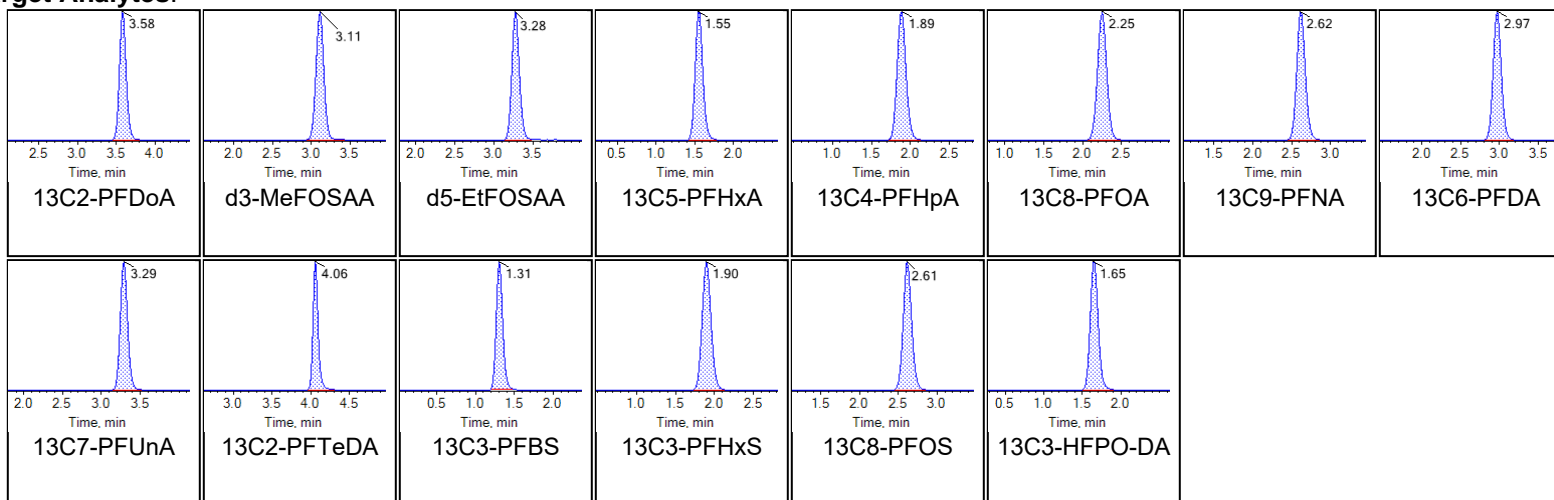 rget Analytes:
3.58 3.11 3.28 1.55 1.89 2.25 2.62 2.97
2.5 3.0 3.5 4.0 2.0 2.5 3.0 3.5 2.0 2.5 3.0 3.5 0.5 1.0 1.5 2.0 1.0 1.5 2.0 2.5 1.0 1.5 2.0 2.5 1.5 2.0 2.5 3.0 2.0 2.5 3.0 3.5
Time, min Time, min Time, min Time, min Time, min Time, min Time, min Time, min
13C2-PFDoA d3-MeFOSAA d5-EtFOSAA 13C5-PFHxA 13C4-PFHpA 13C8-PFOA 13C9-PFNA 13C6-PFDA
3.29 4.06 1.31 1.90 2.61 1.65
2.0 2.5 3.0 3.5 3.0 3.5 4.0 4.5 0.5 1.0 1.5 2.0 1.0 1.5 2.0 2.5 1.5 2.0 2.5 3.0 0.5 1.0 1.5 2.0
Time, min Time, min Time, min Time, min Time, min Time, min
13C7-PFUnA 13C2-PFTeDA 13C3-PFBS 13C3-PFHxS 13C8-PFOS 13C3-HFPO-DA